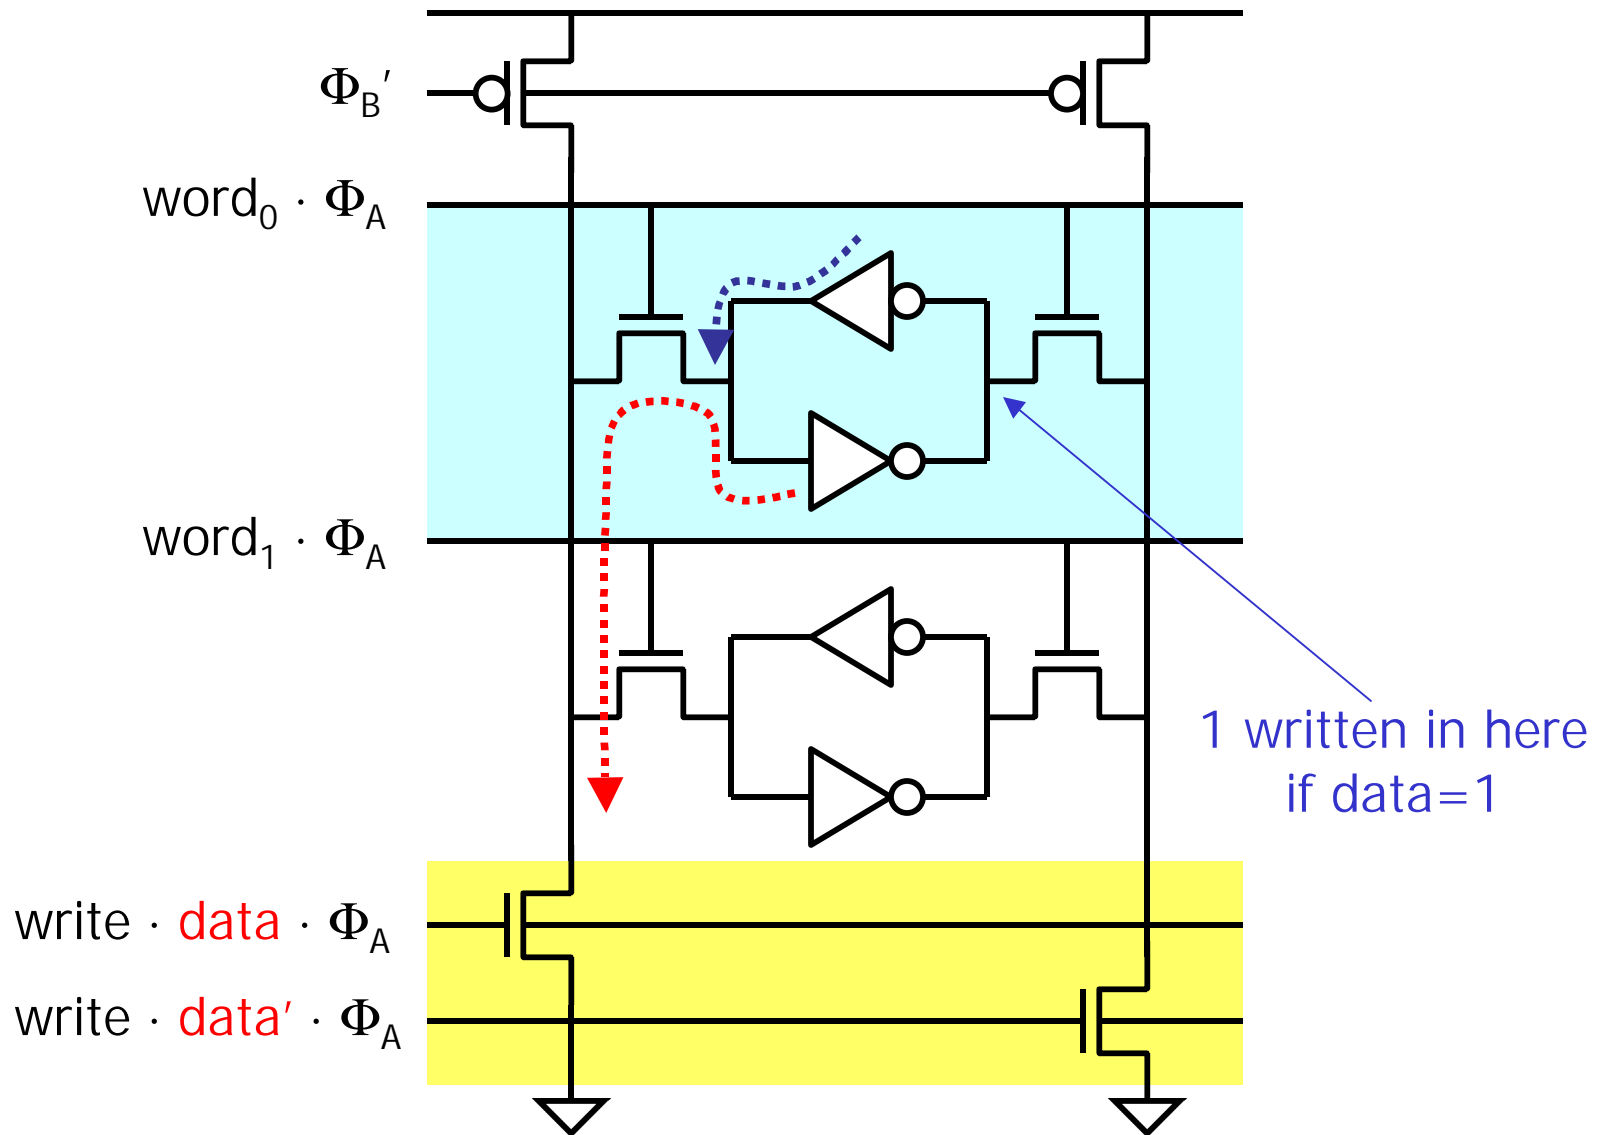 ΦB′
word0 · ΦA
word1 · ΦA
1 written in here
if data=1
write · data · ΦA
write · data′ · ΦA